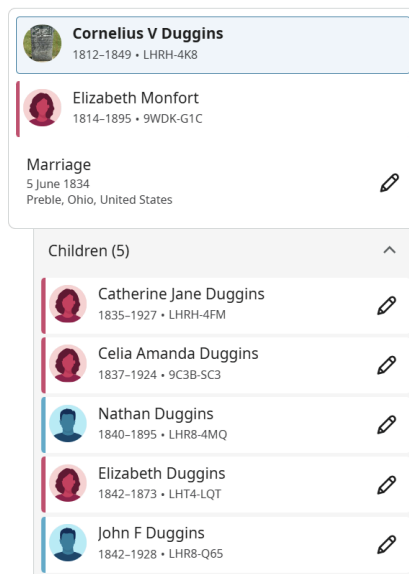 Cornelius V Duggins
1812–1849 • LHRH-4K8
Elizabeth Monfort
1814–1895 • 9WDK-G1C
Marriage
5 June 1834
Preble, Ohio, United States
Children (5)
Catherine Jane Duggins
1835–1927 • LHRH-4FM
Celia Amanda Duggins
1837–1924 • 9C3B-SC3
Nathan Duggins
1840–1895 • LHR8-4MQ
Elizabeth Duggins
1842–1873 • LHT4-LQT
John F Duggins
1842–1928 • LHR8-Q65